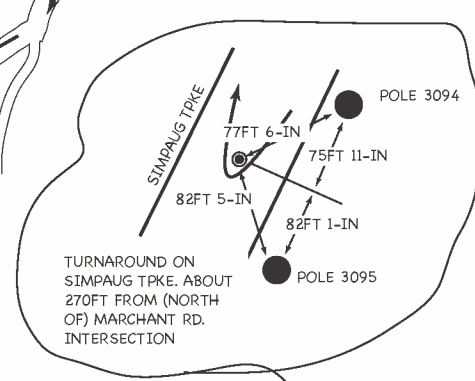 POLE 3094
SIMPAUG TPKE
77FT 6-IN
75FT 11-IN
82FT 5-IN
82FT 1-IN
POLE 3095
TURNAROUND ON
SIMPAUG TPKE. ABOUT
270FT FROM (NORTH
OF) MARCHANT RD.
INTERSECTION